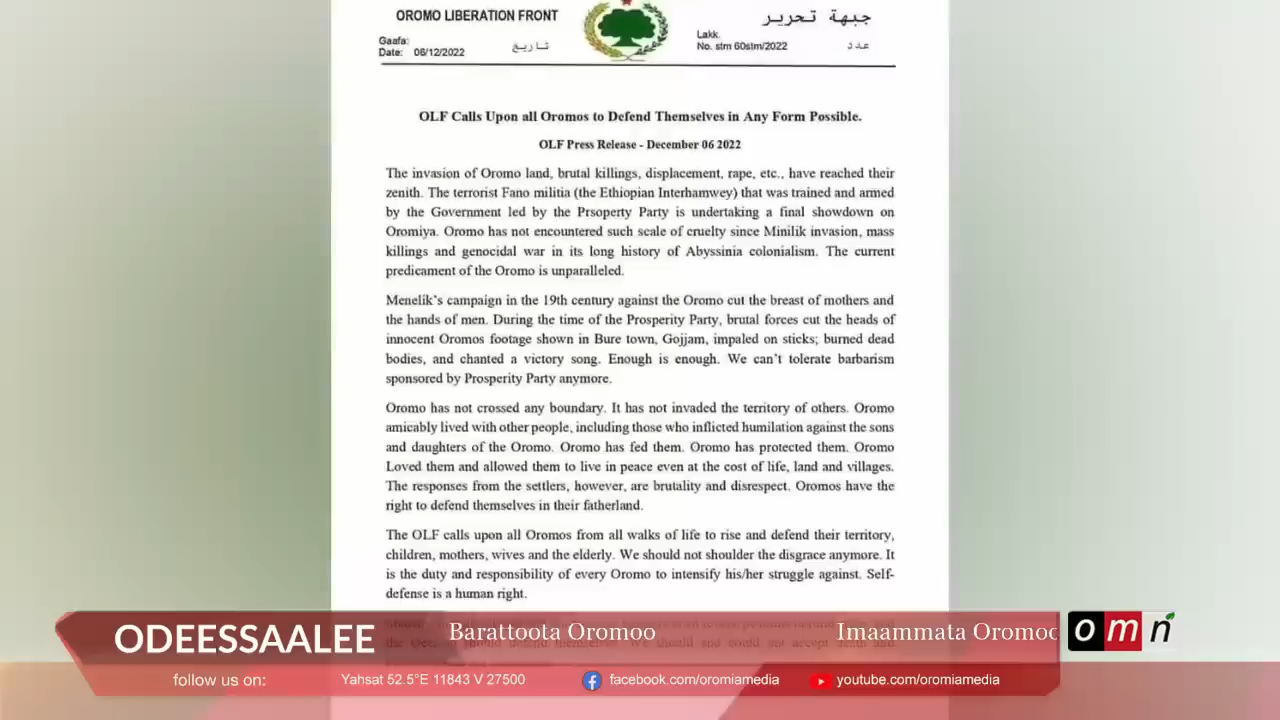 OROMO LIBERATION FRONT
جبهة تحرير
Gaafa:
Date: 06/12/2022
تاريخ
Lakk.
No. stm 60stm/2022
عدد
OLF Calls Upon all Oromos to Defend Themselves in Any Form Possible.
OLF Press Release - December 06 2022
The invasion of Oromo land, brutal killings, displacement, rape, etc., have reached their
zenith. The terrorist Fano militia (the Ethiopian Interhamwey) that was trained and armed
by the Government led by the Prsoperty Party is undertaking a final showdown on
Oromiya. Oromo has not encountered such scale of cruelty since Minilik invasion, mass
killings and genocidal war in its long history of Abyssinia colonialism. The current
predicament of the Oromo is unparalleled.
Menelik's campaign in the 19th century against the Oromo cut the breast of mothers and
the hands of men. During the time of the Prosperity Party, brutal forces cut the heads of
innocent Oromos footage shown in Bure town, Gojjam, impaled on sticks; burned dead
bodies, and chanted a victory song. Enough is enough. We can't tolerate barbarism
sponsored by Prosperity Party anymore.
Oromo has not crossed any boundary. It has not invaded the territory of others. Oromo
amicably lived with other people, including those who inflicted humilation against the sons
and daughters of the Oromo. Oromo has fed them. Oromo has protected them. Oromo
Loved them and allowed them to live in peace even at the cost of life, land and villages.
The responses from the settlers, however, are brutality and disrespect. Oromos have the
right to defend themselves in their fatherland.
The OLF calls upon all Oromos from all walks of life to rise and defend their territory,
children, mothers, wives and the elderly. We should not shoulder the disgrace anymore. It
is the duty and responsibility of every Oromo to intensify his/her struggle against. Self-
defense is a human right.
ODEESSAALEE
Barattoota Oromoo
Imaammata Oromoo
omn
follow us on:
Yahsat 52.5°E 11843 V 27500
facebook.com/oromiamedia
youtube.com/oromiamedia